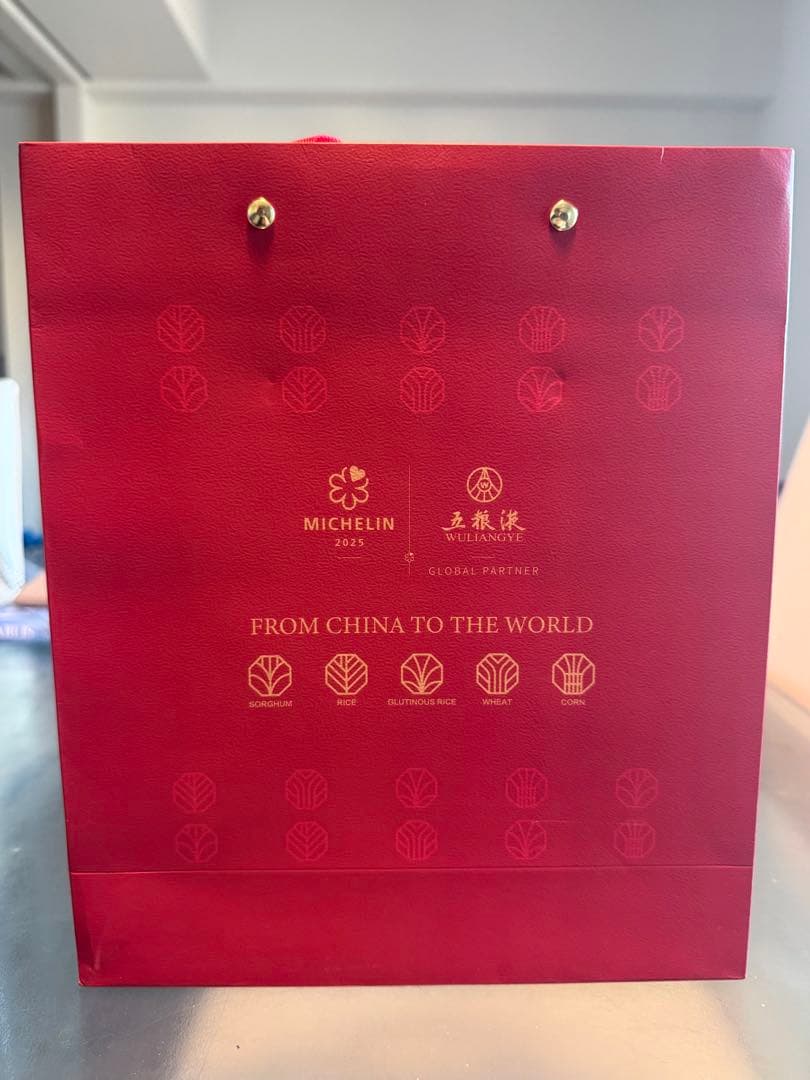 MICHELIN
2025
五粮液
WULIANGYE
GLOBAL PARTNER
FROM CHINA TO THE WORLD
SORGHUM RICE GLUTINOUS RICE WHEAT CORN